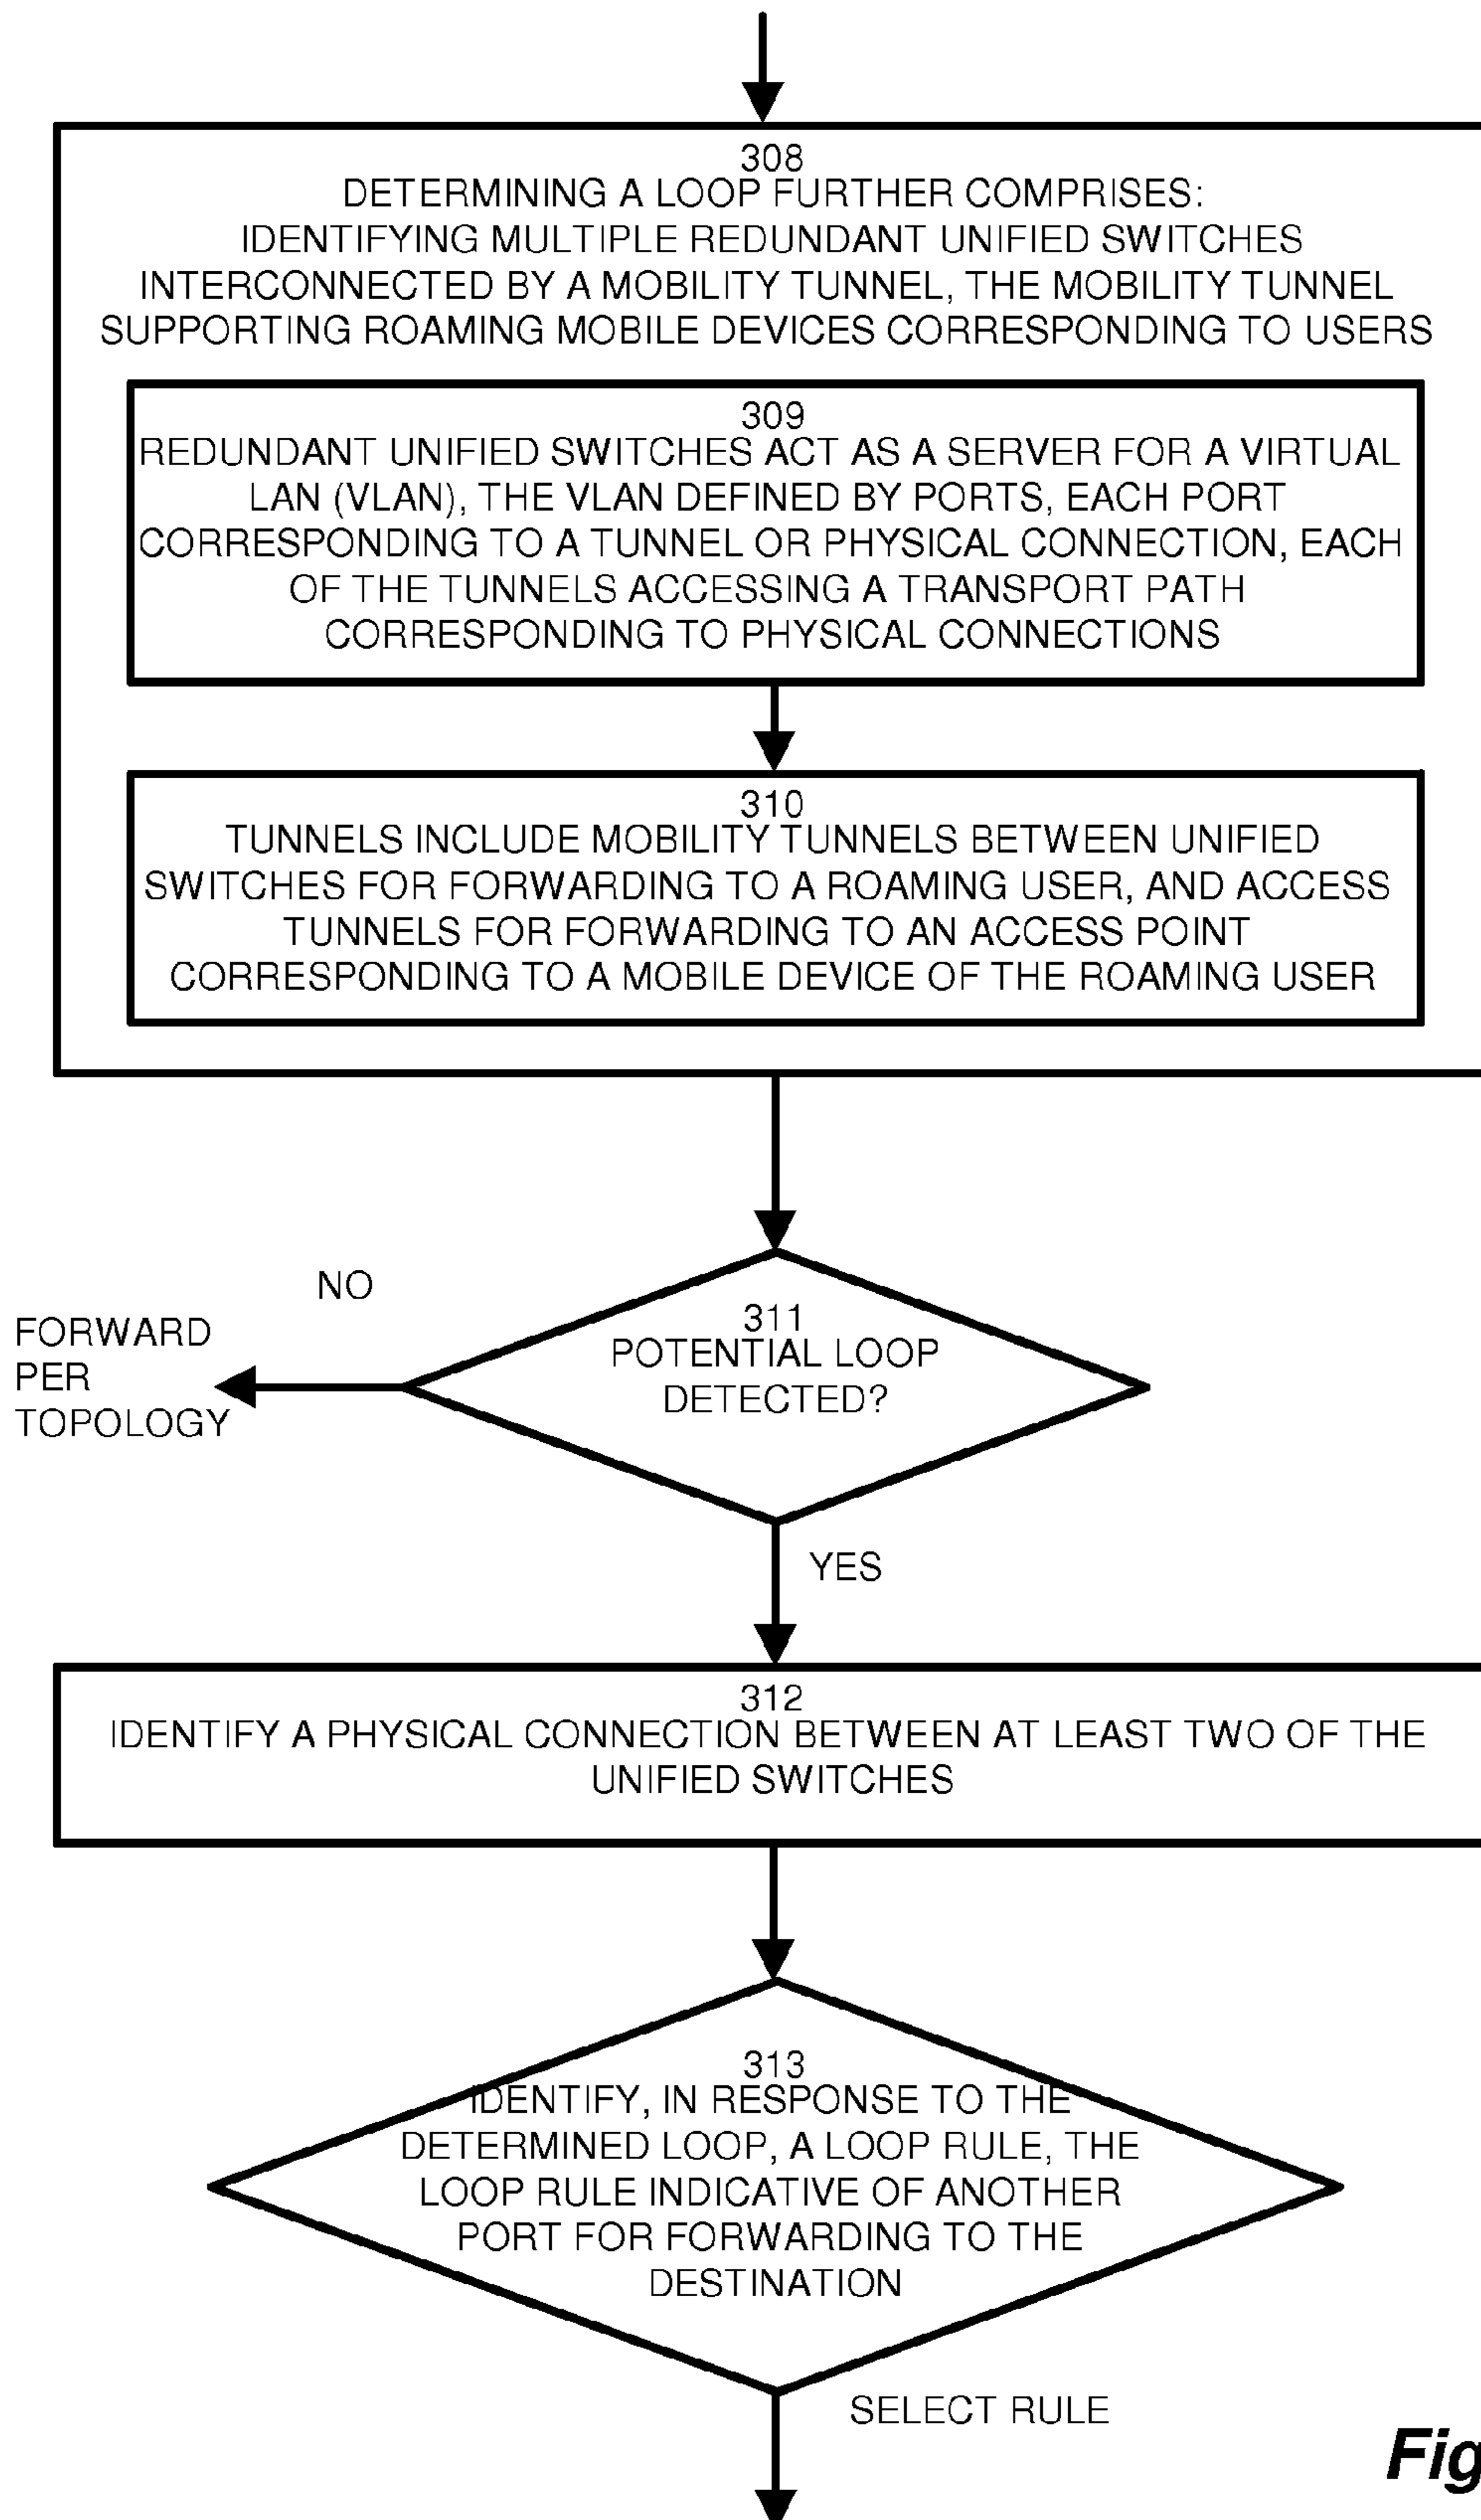 308
DETERMINING A LOOP FURTHER COMPRISES:
IDENTIFYING MULTIPLE REDUNDANT UNIFIED SWITCHES
INTERCONNECTED BY A MOBILITY TUNNEL, THE MOBILITY TUNNEL
SUPPORTING ROAMING MOBILE DEVICES CORRESPONDING TO USERS
309
REDUNDANT UNIFIED SWITCHES ACT AS A SERVER FOR A VIRTUAL
LAN (VLAN), THE VLAN DEFINED BY PORTS, EACH PORT
CORRESPONDING TO A TUNNEL OR PHYSICAL CONNECTION, EACH
OF THE TUNNELS ACCESSING A TRANSPORT PATH
CORRESPONDING TO PHYSICAL CONNECTIONS
310
TUNNELS INCLUDE MOBILITY TUNNELS BETWEEN UNIFIED
SWITCHES FOR FORWARDING TO A ROAMING USER, AND ACCESS
TUNNELS FOR FORWARDING TO AN ACCESS POINT
CORRESPONDING TO A MOBILE DEVICE OF THE ROAMING USER
NO
FORWARD
PER
TOPOLOGY
311
POTENTIAL LOOP
DETECTED?
YES
312
IDENTIFY A PHYSICAL CONNECTION BETWEEN AT LEAST TWO OF THE
UNIFIED SWITCHES
313
IDENTIFY, IN RESPONSE TO THE
DETERMINED LOOP, A LOOP RULE, THE
LOOP RULE INDICATIVE OF ANOTHER
PORT FOR FORWARDING TO THE
DESTINATION
SELECT RULE
Fig